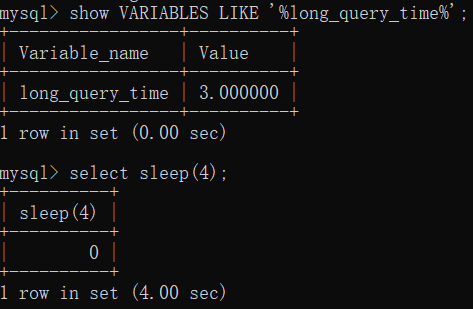 mysql> show VARIABLES LIKE '%long_query_time%';
+-----------------+----------+
| Variable_name   | Value    |
+-----------------+----------+
| long_query_time | 3.000000 |
+-----------------+----------+
1 row in set (0.00 sec)
mysql> select sleep(4);
+----------+
| sleep(4) |
+----------+
|        0 |
+----------+
1 row in set (4.00 sec)